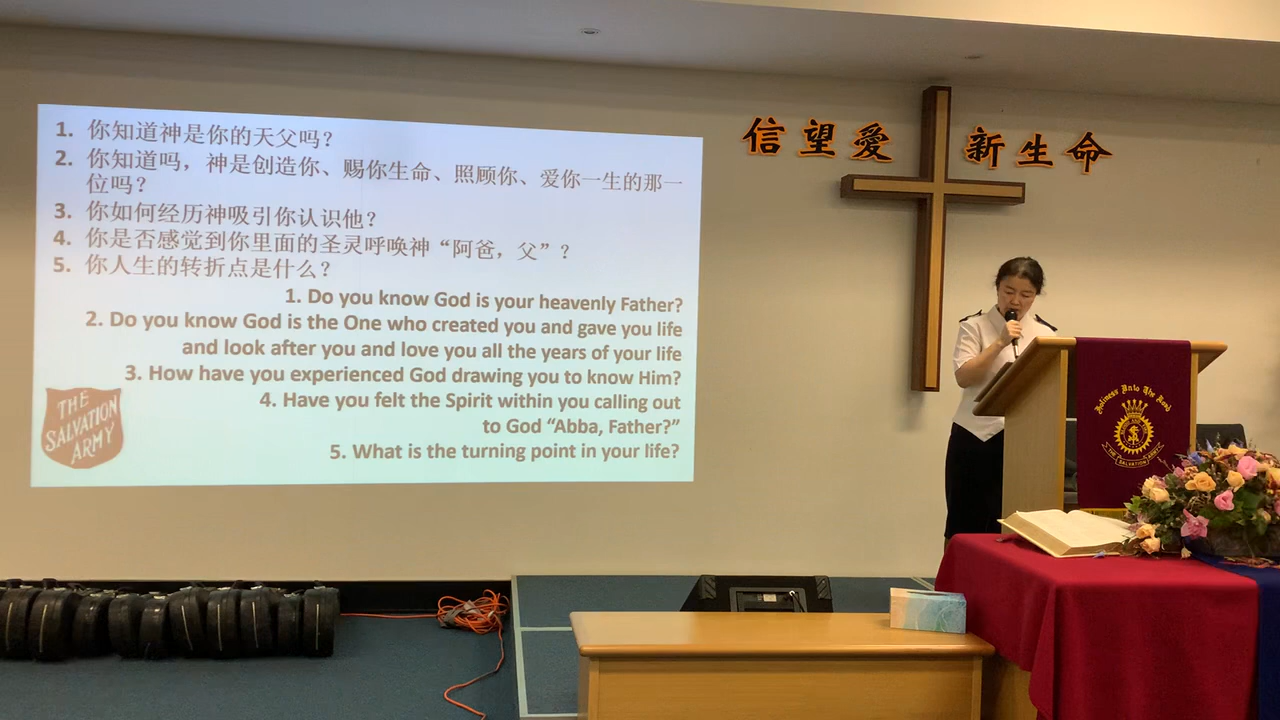 1. 你知道神是你的天父吗？
2. 你知道吗，神是创造你、赐你生命、照顾你、爱你一生的那一
位吗？
3. 你如何经历神吸引你认识他？
4. 你是否感觉到你里面的圣灵呼唤神“阿爸，父”？
5. 你人生的转折点是什么？
1. Do you know God is your heavenly Father?
2. Do you know God is the One who created you and gave you life
and look after you and love you all the years of your life
3. How have you experienced God drawing you to know Him?
4. Have you felt the Spirit within you calling out
to God “Abba, Father?”
5. What is the turning point in your life?
THE
SALVATION
ARMY
信望愛 新生命
Holiness Unto The Lord
THE SALVATION ARMY